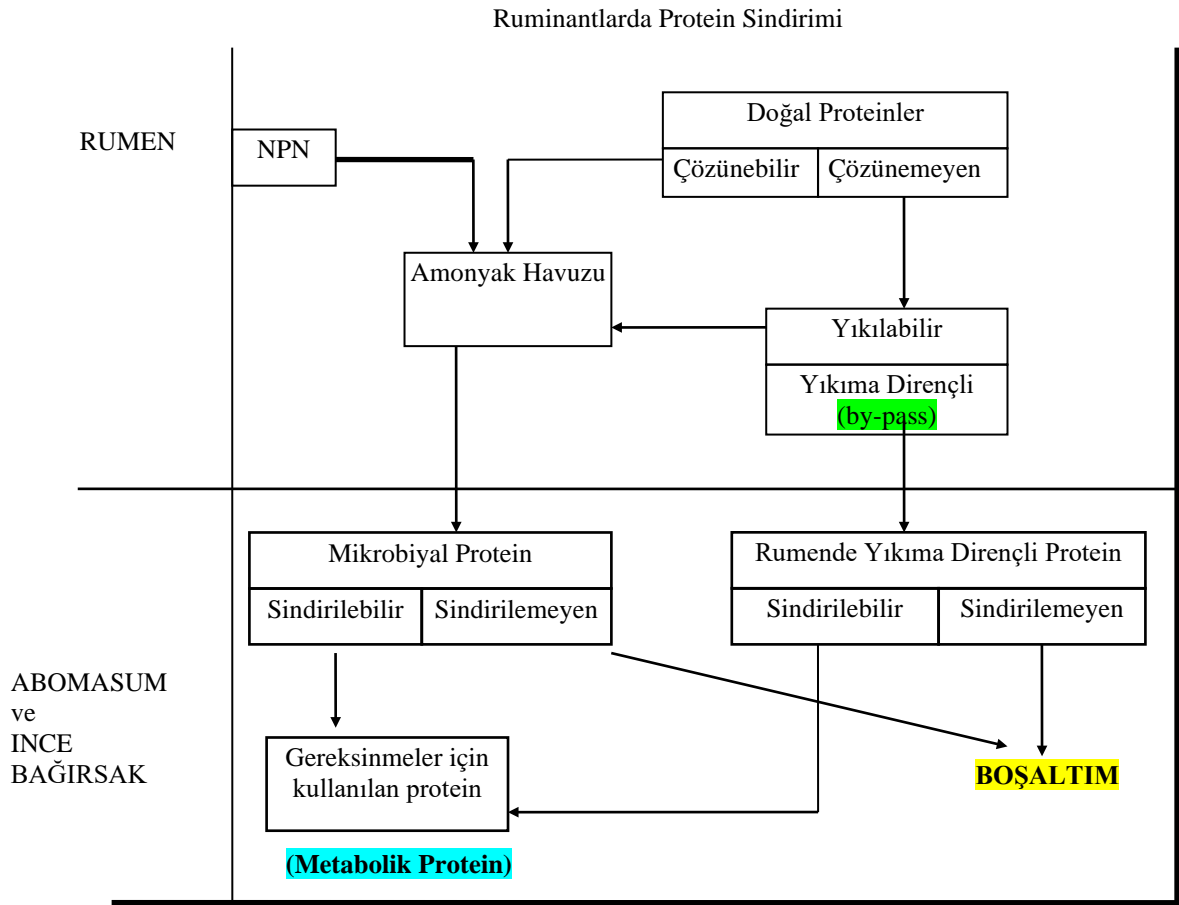 Ruminantlarda Protein Sindirimi
RUMEN
NPN
Doğal Proteinler
Çözünebilir
Çözünemeyen
Amonyak Havuzu
Yıkılabilir
Yıkıma Dirençli
(by-pass)
Mikrobiyal Protein
Sindirilebilir
Sindirilemeyen
Rumende Yıkıma Dirençli Protein
Sindirilebilir
Sindirilemeyen
ABOMASUM
ve
INCE
BAĞIRSAK
Gereksinmeler için
kullanılan protein
(Metabolik Protein)
BOŞALTIM